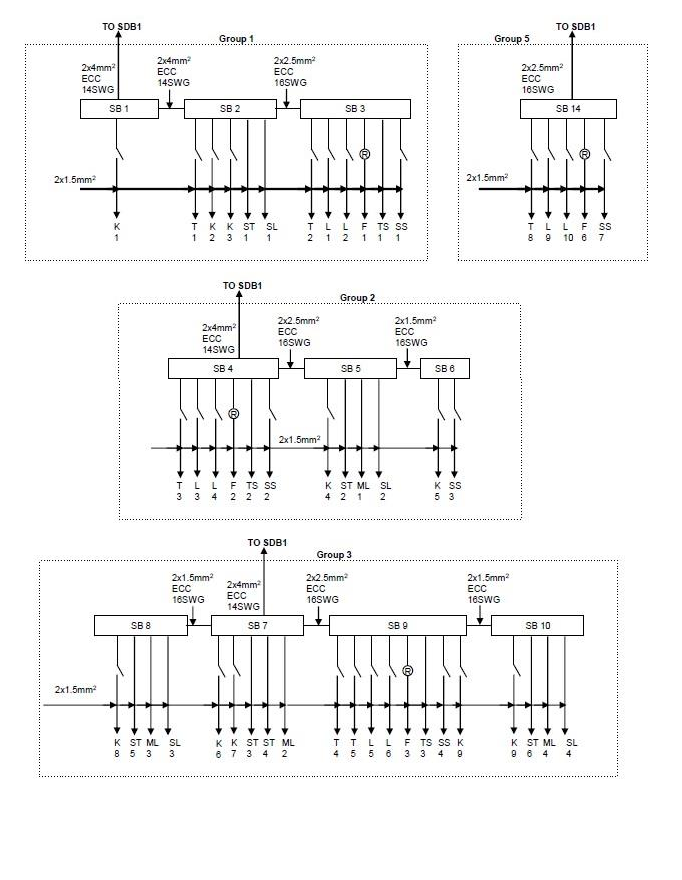 TO SDB1
Group 1
2x4mm²
ECC
14SWG
2x4mm²
ECC
14SWG
2x2.5mm²
ECC
16SWG
SB 1
SB 2
SB 3
R
2x1.5mm²
K T K K ST SL T L L F TS SS
1 1 2 3 1 1 2 1 2 1 1 1
TO SDB1
Group 5
2x2.5mm²
ECC
16SWG
SB 14
R
2x1.5mm²
T L L F SS
8 9 10 6 7
TO SDB1
Group 2
2x4mm²
ECC
14SWG
2x2.5mm²
ECC
16SWG
2x1.5mm²
ECC
16SWG
SB 4
SB 5
SB 6
R
2x1.5mm²
T L L F TS SS K ST ML SL K SS
3 3 4 2 2 2 4 2 1 2 5 3
TO SDB1
Group 3
2x1.5mm²
ECC
16SWG
2x4mm²
ECC
14SWG
2x2.5mm²
ECC
16SWG
2x1.5mm²
ECC
16SWG
SB 8
SB 7
SB 9
SB 10
R
2x1.5mm²
K ST ML SL K K ST ST ML T T L L F TS SS K K ST ML SL
8 5 3 3 6 7 3 4 2 4 5 5 6 3 3 4 9 9 6 4 4